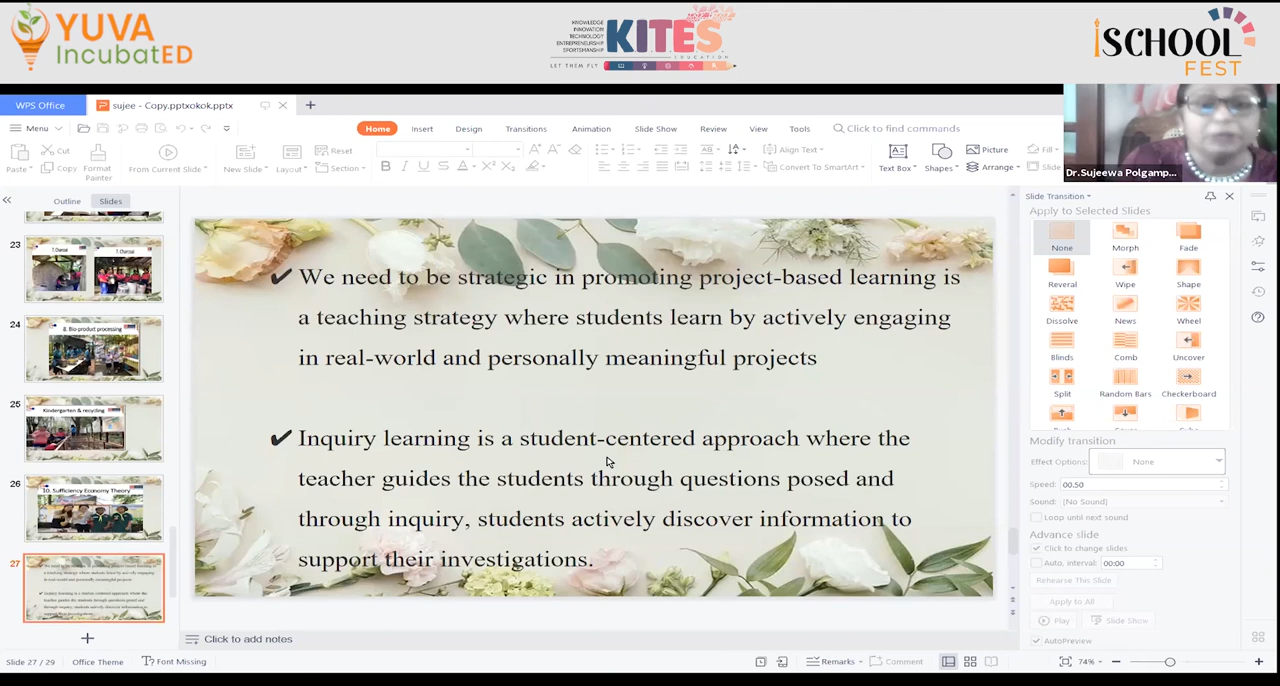 YUVA
IncubatED
KNOWLEDGE
INNOVATION
TECHNOLOGY
ENTREPRENEURSHIP
SPORTSMANSHIP
K.I.T.E.S
EDUCATION
LET THEM FLY
iSCHOOL
FEST
WPS Office
sujee - Copy.pptxokok.pptx
Menu
Home
Insert
Design
Transitions
Animation
Slide Show
Review
View
Tools
Click to find commands
Paste
Cut
Copy
Format
Painter
From Current Slide
New Slide
Layout
Reset
Section
Align Text
Convert To SmartArt
Text Box
Shapes
Picture
Arrange
Fill
Slide
Dr.Sujeewa Polgamp...
Outline
Slides
23
24
8. Bio-product processing
25
Kindergarten & recycling
26
10. Sufficiency Economy Theory
27
✔ We need to be strategic in promoting project-based learning is
a teaching strategy where students learn by actively engaging
in real-world and personally meaningful projects
✔ Inquiry learning is a student-centered approach where the
teacher guides the students through questions posed and
through inquiry, students actively discover information to
support their investigations.
Slide Transition
Apply to Selected Slides
None
Morph
Fade
Reveral
Wipe
Shape
Dissolve
News
Wheel
Blinds
Comb
Uncover
Split
Random Bars
Checkerboard
Modify transition
Effect Options:
None
Speed: 00.50
Sound: [No Sound]
Loop until next sound
Advance slide
Click to change slides
Auto, interval: 00:00
Rehearse This Slide
Apply to All
Play
Slide Show
AutoPreview
Click to add notes
Slide 27 / 29
Office Theme
Font Missing
Remarks
Comment
74%